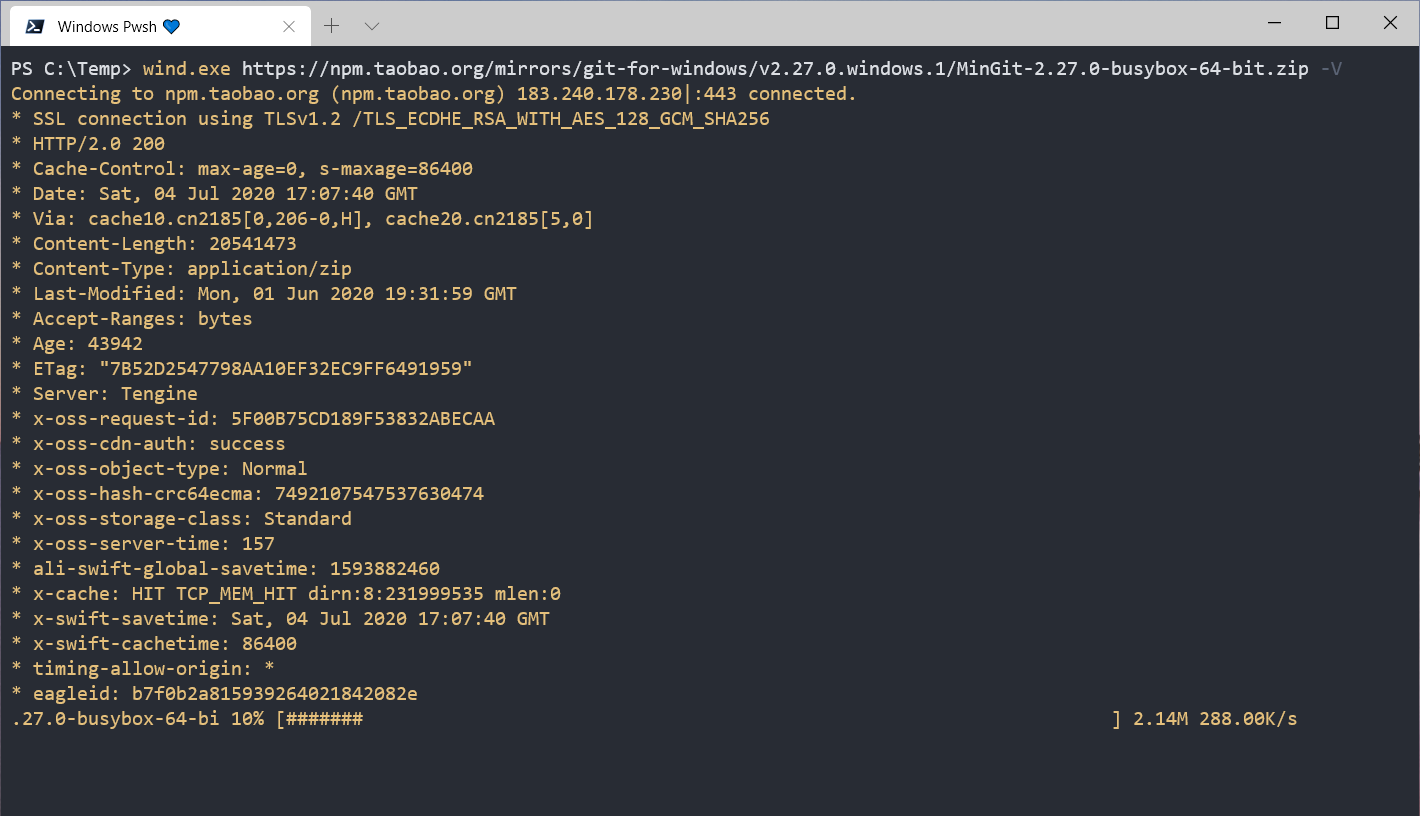 Windows Pwsh 💙
PS C:\Temp> wind.exe https://npm.taobao.org/mirrors/git-for-windows/v2.27.0.windows.1/MinGit-2.27.0-busybox-64-bit.zip -V
Connecting to npm.taobao.org (npm.taobao.org) 183.240.178.230|:443 connected.
* SSL connection using TLSv1.2 /TLS_ECDHE_RSA_WITH_AES_128_GCM_SHA256
* HTTP/2.0 200
* Cache-Control: max-age=0, s-maxage=86400
* Date: Sat, 04 Jul 2020 17:07:40 GMT
* Via: cache10.cn2185[0,206-0,H], cache20.cn2185[5,0]
* Content-Length: 20541473
* Content-Type: application/zip
* Last-Modified: Mon, 01 Jun 2020 19:31:59 GMT
* Accept-Ranges: bytes
* Age: 43942
* ETag: "7B52D2547798AA10EF32EC9FF6491959"
* Server: Tengine
* x-oss-request-id: 5F00B75CD189F53832ABECAA
* x-oss-cdn-auth: success
* x-oss-object-type: Normal
* x-oss-hash-crc64ecma: 7492107547537630474
* x-oss-storage-class: Standard
* x-oss-server-time: 157
* ali-swift-global-savetime: 1593882460
* x-cache: HIT TCP_MEM_HIT dirn:8:231999535 mlen:0
* x-swift-savetime: Sat, 04 Jul 2020 17:07:40 GMT
* x-swift-cachetime: 86400
* timing-allow-origin: *
* eagleid: b7f0b2a815939264021842082e
.27.0-busybox-64-bi 10% [#######                                                                    ] 2.14M 288.00K/s